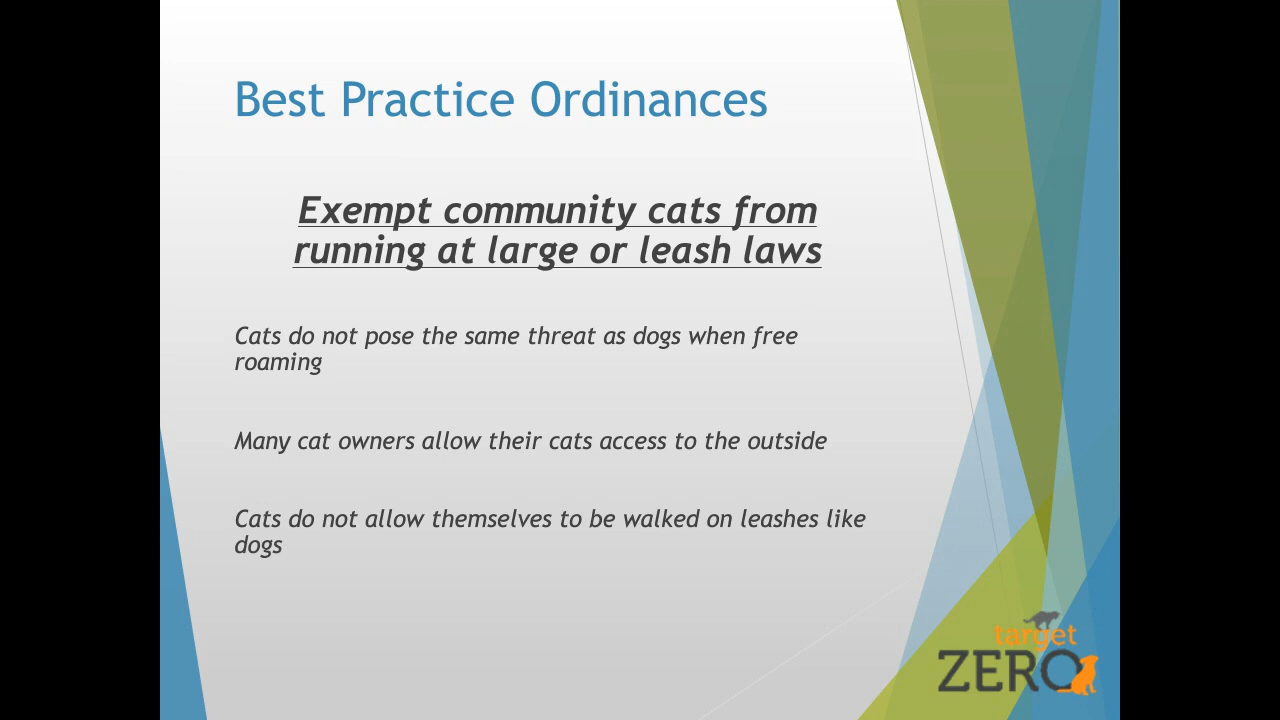 Best Practice Ordinances
Exempt community cats from
running at large or leash laws
Cats do not pose the same threat as dogs when free
roaming
Many cat owners allow their cats access to the outside
Cats do not allow themselves to be walked on leashes like
dogs
target
ZERO